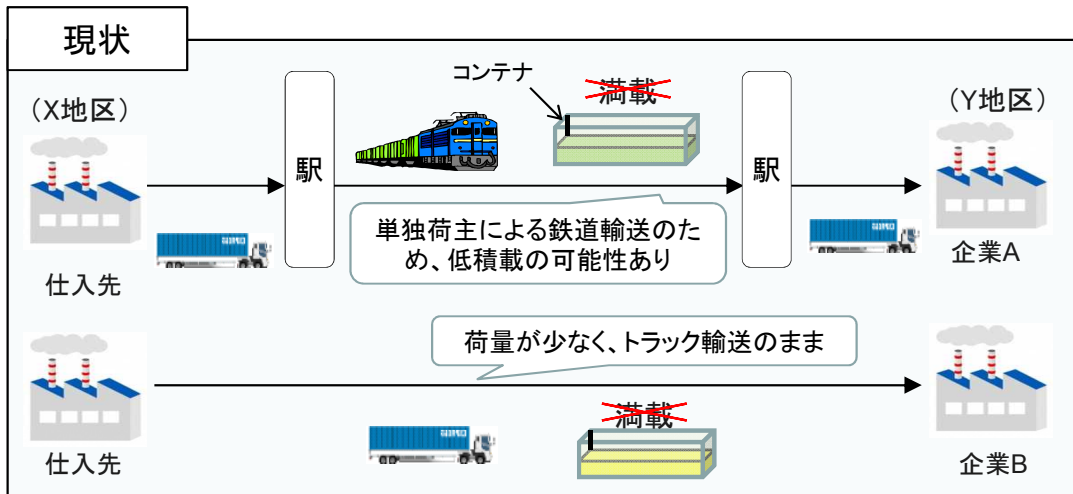 現状
コンテナ
満載
(X地区)
(Y地区)
駅
駅
単独荷主による鉄道輸送のた
め、低積載の可能性あり
仕入先
企業A
荷量が少なく、トラック輸送のまま
満載
仕入先
企業B